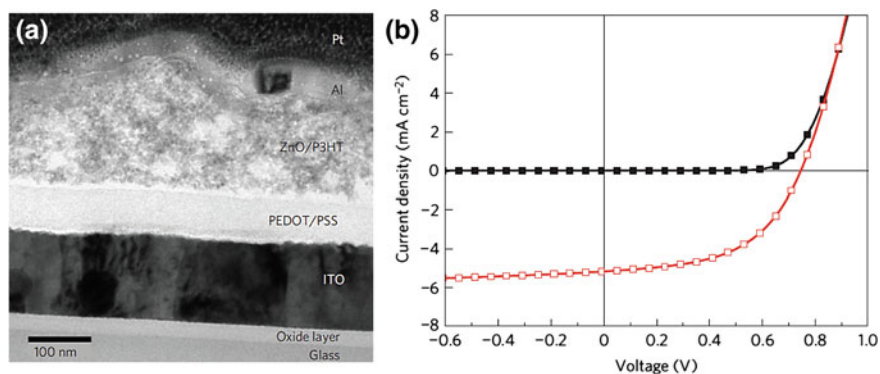 (a)
Pt
Al
ZnO/P3HT
PEDOT/PSS
ITO
100 nm
Oxide layer
Glass
(b)
Current density (mA cm−2)
8
6
4
2
0
−2
−4
−6
−8
−0.6 −0.4 −0.2 0 0.2 0.4 0.6 0.8 1.0
Voltage (V)